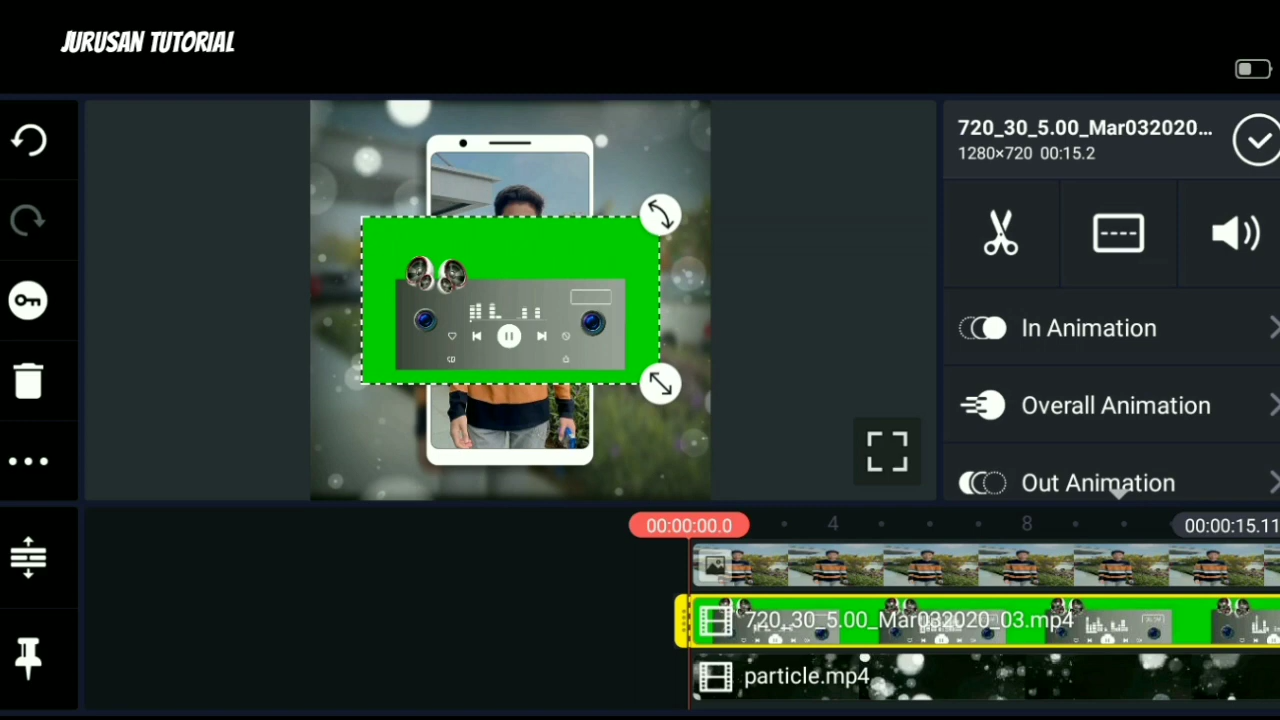 JURUSAN TUTORIAL
720_30_5.00_Mar032020...
1280×720 00:15.2
In Animation
Overall Animation
Out Animation
00:00:00.0
4
8
00:00:15.11
720_30_5.00_Mar032020_03.mp4
particle.mp4